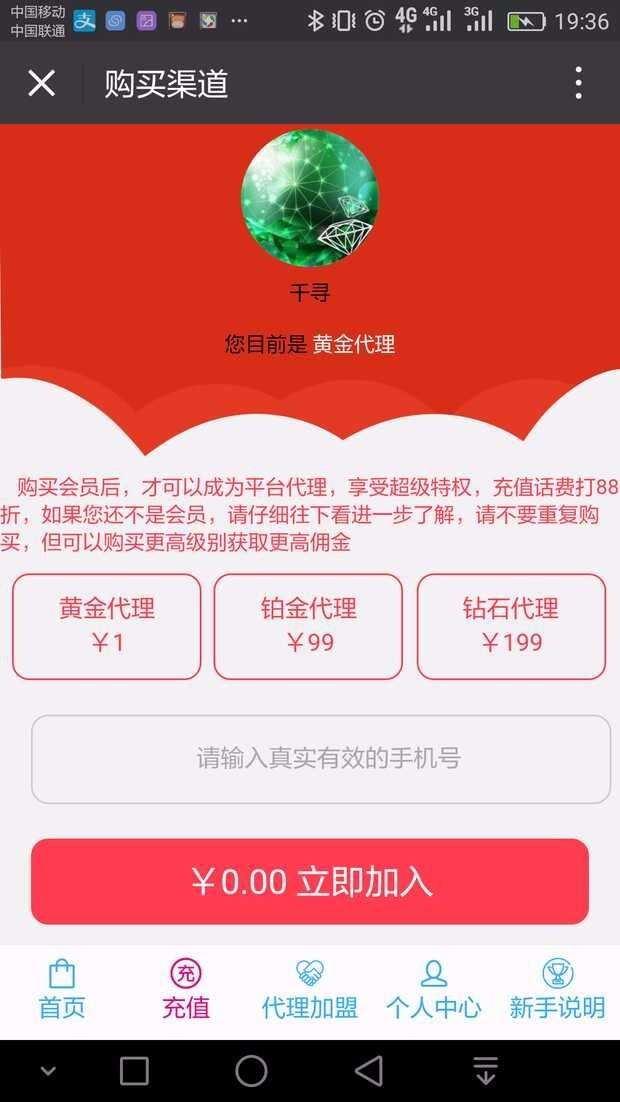 中国移动
中国联通
4G 4G 3G 19:36
购买渠道
千寻
您目前是 黄金代理
购买会员后，才可以成为平台代理，享受超级特权，充值话费打88
折，如果您还不是会员，请仔细往下看进一步了解，请不要重复购
买，但可以购买更高级别获取更高佣金
黄金代理 铂金代理 钻石代理
￥1 ￥99 ￥199
请输入真实有效的手机号
￥0.00 立即加入
支
充
首页 充值 代理加盟 个人中心 新手说明